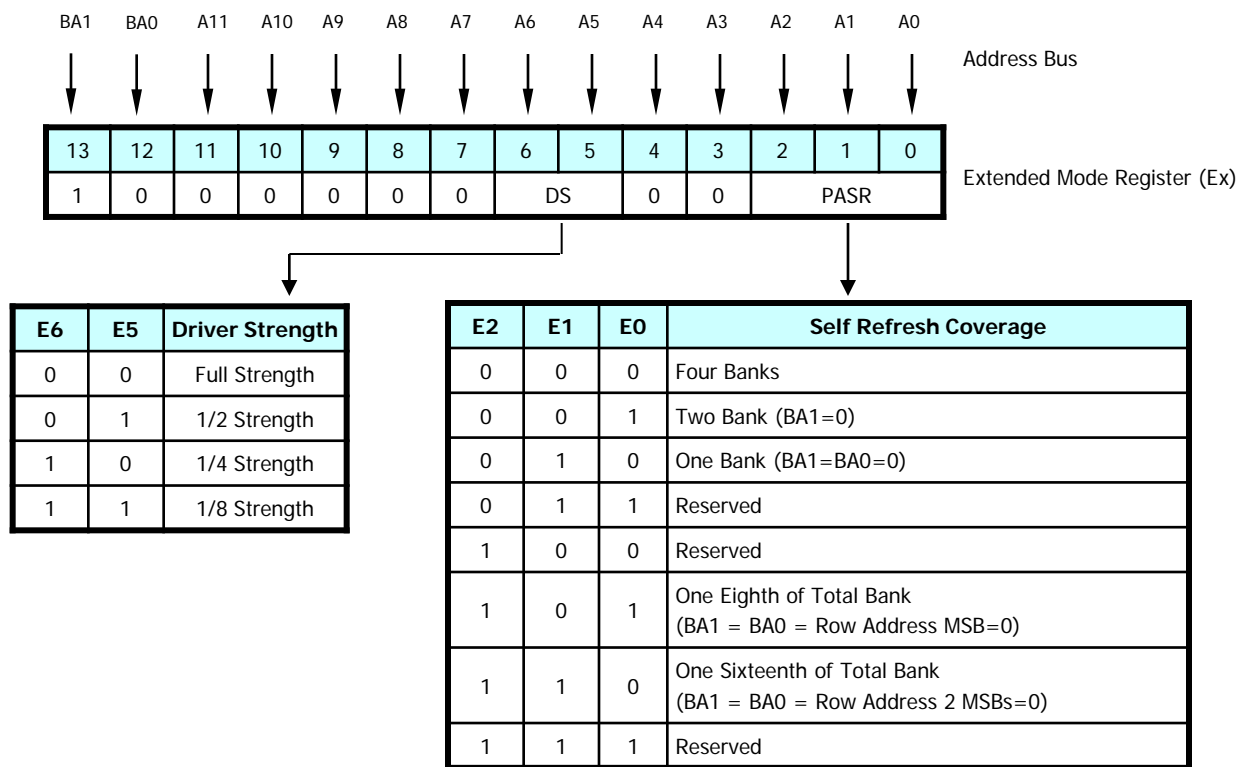 BA1 BA0 A11 A10 A9 A8 A7 A6 A5 A4 A3 A2 A1 A0
Address Bus
13 12 11 10 9 8 7 6 5 4 3 2 1 0
1 0 0 0 0 0 0 DS 0 0 PASR
Extended Mode Register (Ex)
E6 E5 Driver Strength
0 0 Full Strength
0 1 1/2 Strength
1 0 1/4 Strength
1 1 1/8 Strength
E2 E1 E0 Self Refresh Coverage
0 0 0 Four Banks
0 0 1 Two Bank (BA1=0)
0 1 0 One Bank (BA1=BA0=0)
0 1 1 Reserved
1 0 0 Reserved
1 0 1 One Eighth of Total Bank
(BA1 = BA0 = Row Address MSB=0)
1 1 0 One Sixteenth of Total Bank
(BA1 = BA0 = Row Address 2 MSBs=0)
1 1 1 Reserved